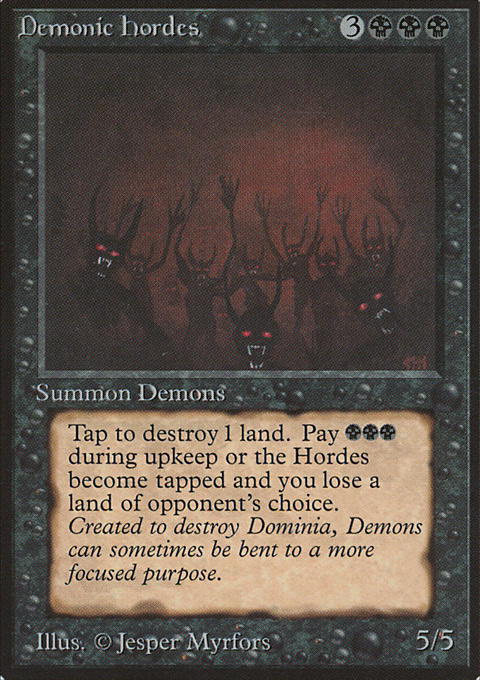 Demonic Hordes 3
Summon Demons
Tap to destroy 1 land. Pay
during upkeep or the Hordes
become tapped and you lose a
land of opponent's choice.
Created to destroy Dominia, Demons
can sometimes be bent to a more
focused purpose.
Illus. © Jesper Myrfors 5/5